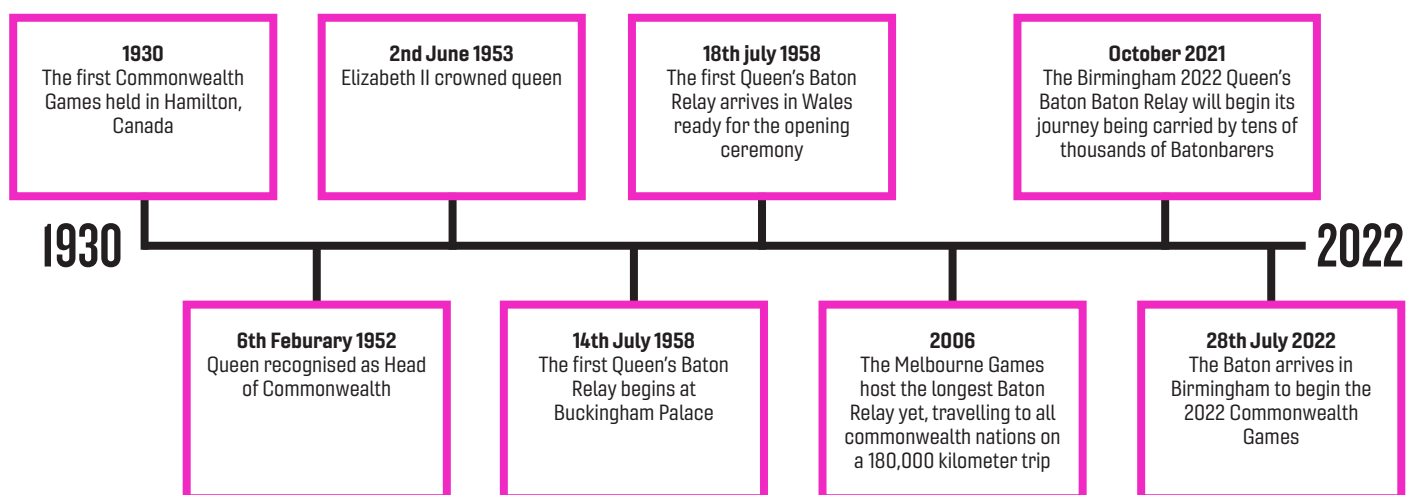 1930
The first Commonwealth
Games held in Hamilton,
Canada
2nd June 1953
Elizabeth II crowned queen
18th july 1958
The first Queen's Baton
Relay arrives in Wales
ready for the opening
ceremony
October 2021
The Birmingham 2022 Queen's
Baton Baton Relay will begin its
journey being carried by tens of
thousands of Batonbarers
1930
2022
6th Feburary 1952
Queen recognised as Head
of Commonwealth
14th July 1958
The first Queen's Baton
Relay begins at
Buckingham Palace
2006
The Melbourne Games
host the longest Baton
Relay yet, travelling to all
commonwealth nations on
a 180,000 kilometer trip
28th July 2022
The Baton arrives in
Birmingham to begin the
2022 Commonwealth
Games